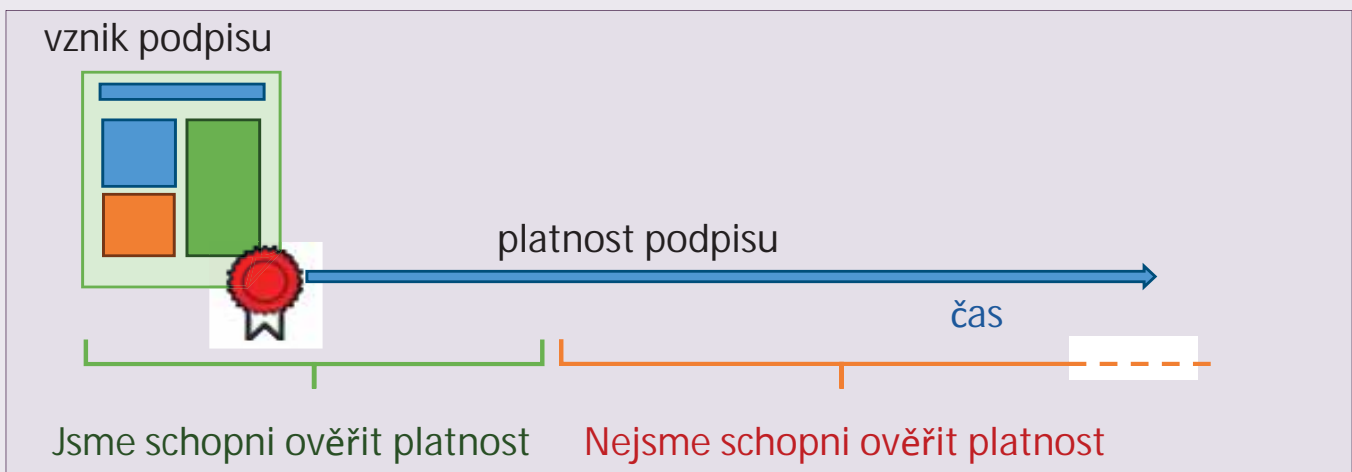 vznik podpisu
platnost podpisu
čas
Jsme schopni ověřit platnost
Nejsme schopni ověřit platnost